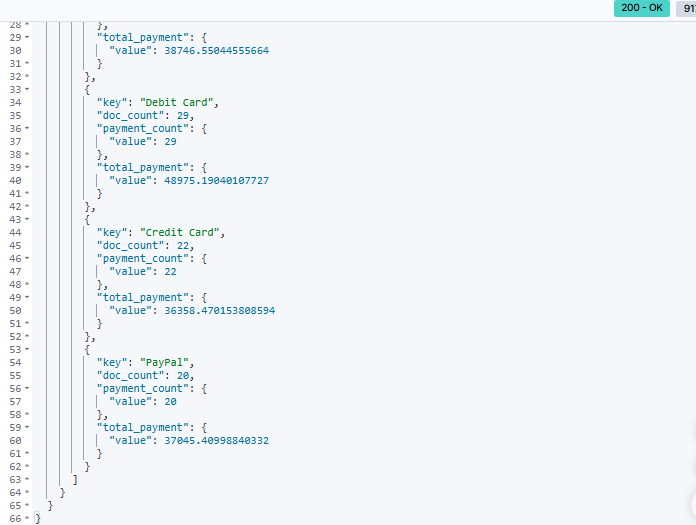 200 - OK
917
28 },
29 "total_payment": {
30 "value": 38746.55044555664
31 }
32 },
33 {
34 "key": "Debit Card",
35 "doc_count": 29,
36 "payment_count": {
37 "value": 29
38 },
39 "total_payment": {
40 "value": 48975.19040107727
41 }
42 },
43 {
44 "key": "Credit Card",
45 "doc_count": 22,
46 "payment_count": {
47 "value": 22
48 },
49 "total_payment": {
50 "value": 36358.470153808594
51 }
52 },
53 {
54 "key": "PayPal",
55 "doc_count": 20,
56 "payment_count": {
57 "value": 20
58 },
59 "total_payment": {
60 "value": 37045.40998840332
61 }
62 }
63 ]
64 }
65 }
66 }